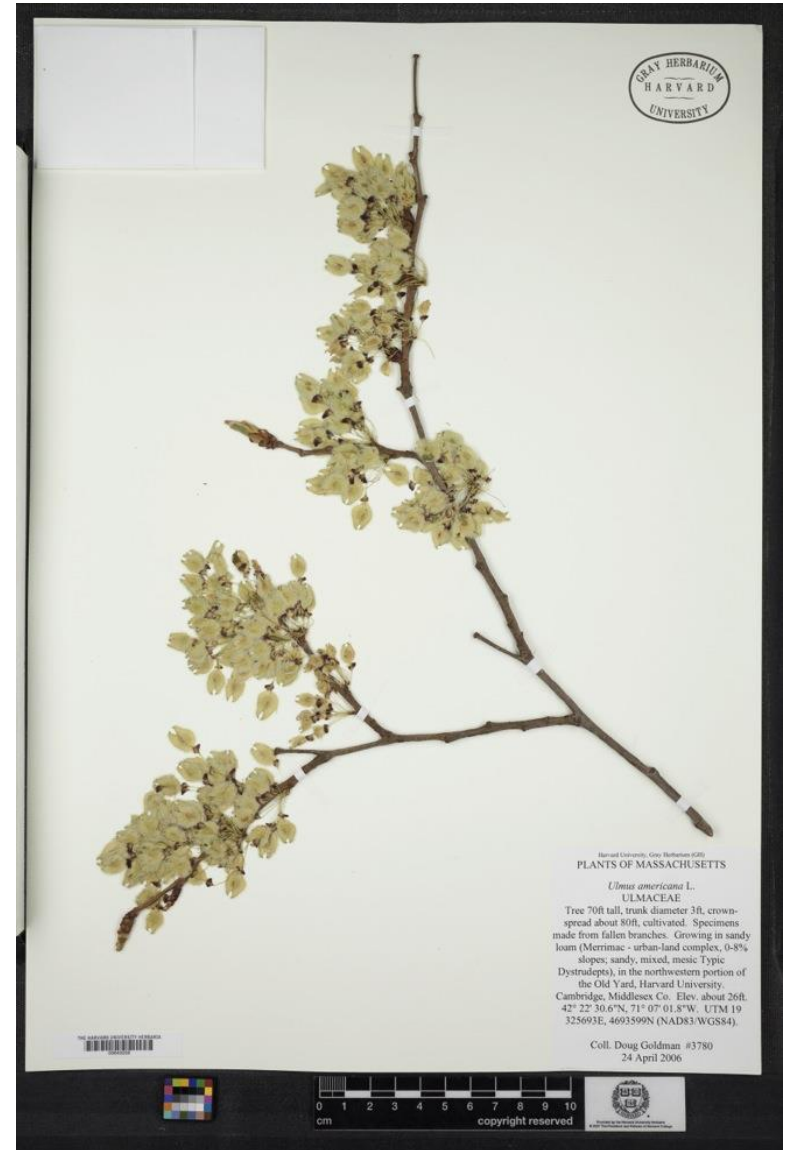 GRAY HERBARIUM
HARVARD
UNIVERSITY
Harvard University, Gray Herbarium (GH)
PLANTS OF MASSACHUSETTS
Ulmus americana L.
ULMACEAE
Tree 70ft tall, trunk diameter 3ft, crown-
spread about 80ft, cultivated. Specimens
made from fallen branches. Growing in sandy
loam (Merrimac - urban-land complex, 0-8%
slopes; sandy, mixed, mesic Typic
Dystrudepts), in the northwestern portion of
the Old Yard, Harvard University.
Cambridge, Middlesex Co. Elev. about 26ft.
42° 22' 30.6"N, 71° 07' 01.8"W. UTM 19
325693E, 4693599N (NAD83/WGS84).
Coll. Doug Goldman #3780
24 April 2006
THE HARVARD UNIVERSITY HERBARIA
0 1 2 3 4 5 6 7 8 9 10
cm copyright reserved